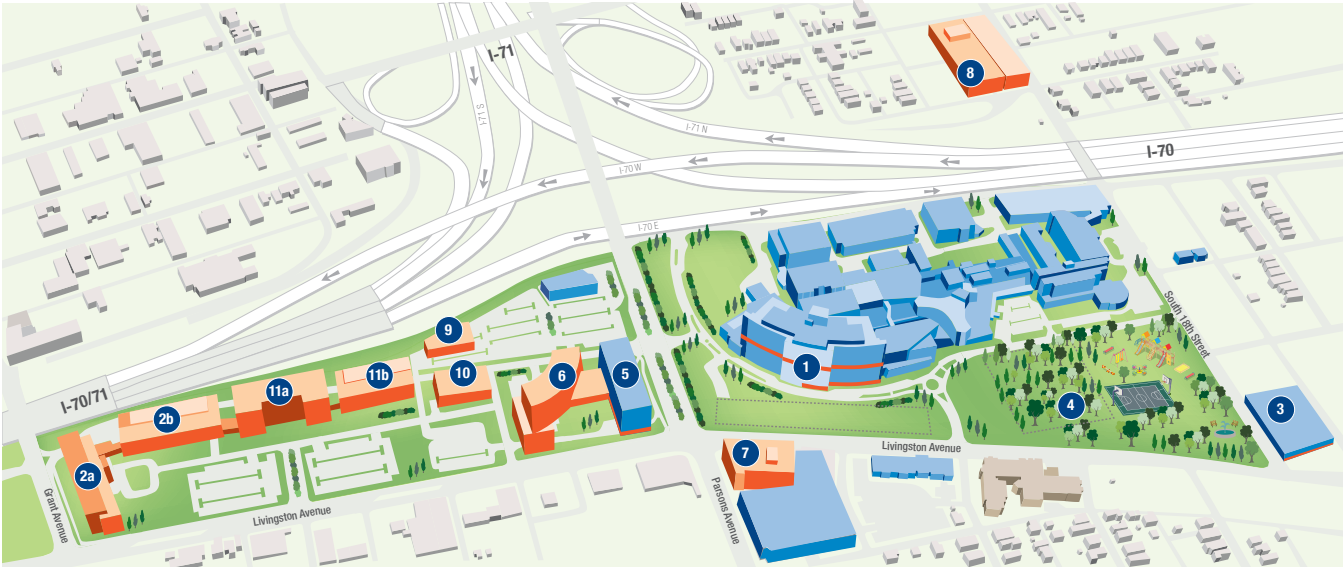 I-71
I-71 S
I-71 N
I-70
I-70 W
I-70 E
8
South 18th Street
9
1
5
6
10
11b
11a
I-70/71
2b
4
3
Livingston Avenue
7
2a
Grant Avenue
Parsons Avenue
Livingston Avenue